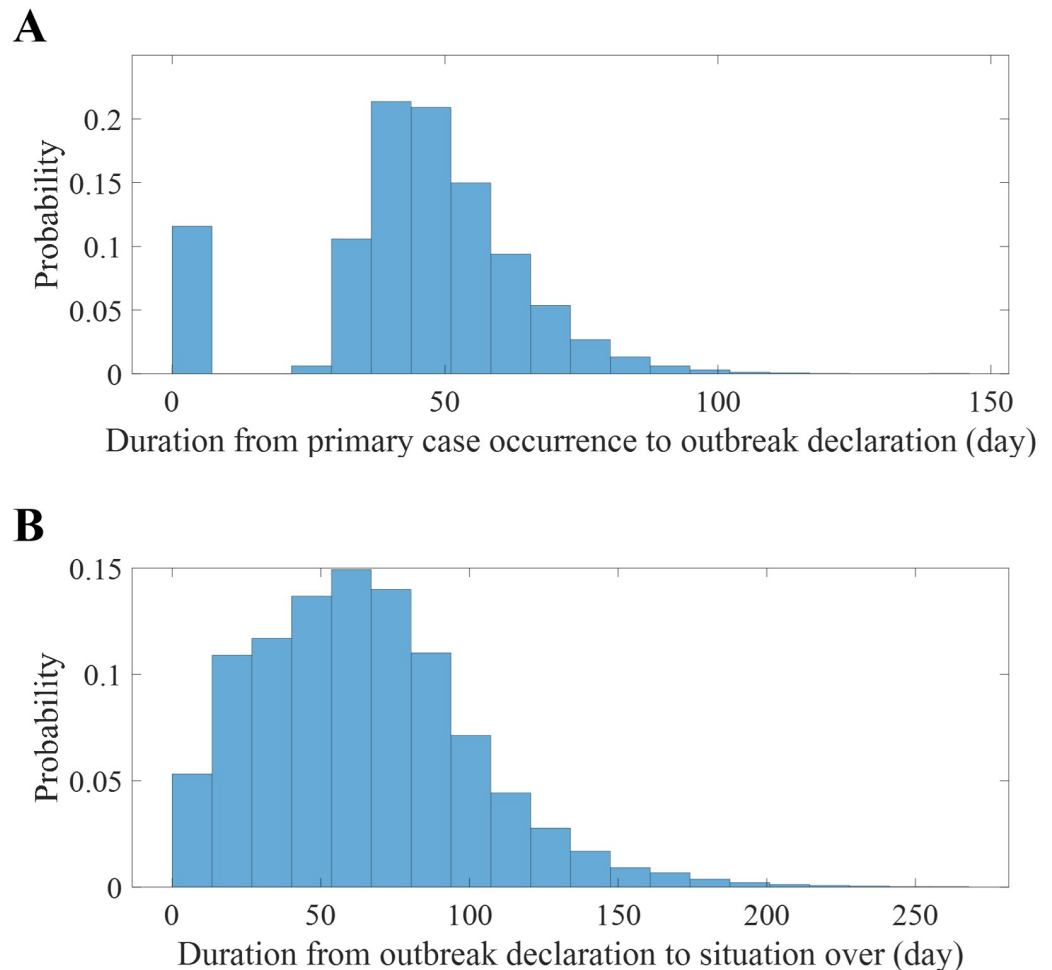 A
Probability
0.2
0.15
0.1
0.05
0
0 50 100 150
Duration from primary case occurrence to outbreak declaration (day)
B
Probability
0.15
0.1
0.05
0
0 50 100 150 200 250
Duration from outbreak declaration to situation over (day)